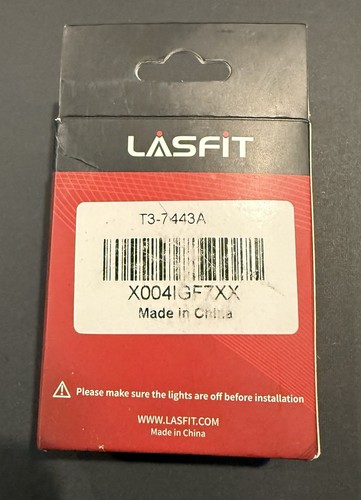 LASFIT
T3-7443A
X004IGF7XX
Made in China
Please make sure the lights are off before installation
WWW.LASFIT.COM
Made in China